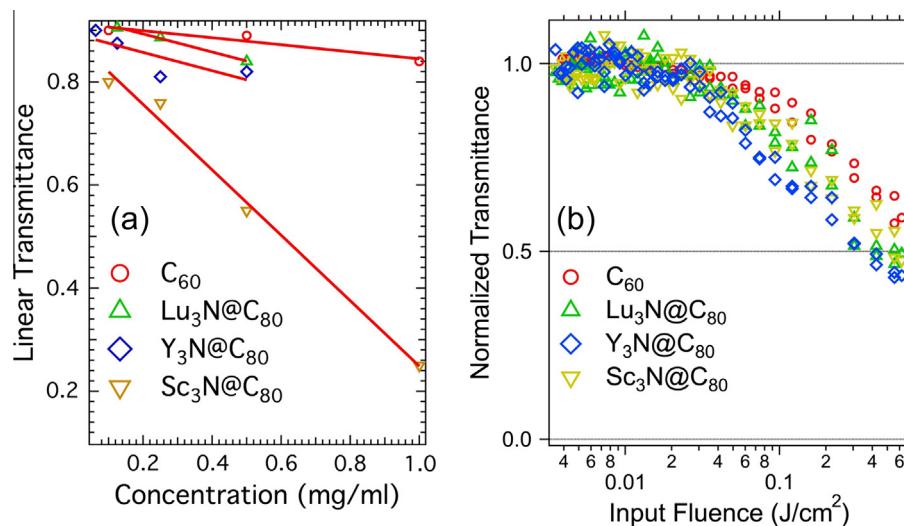 Linear Transmittance
0.8
0.6
0.4
0.2
(a)
C₆₀
Lu₃N@C₈₀
Y₃N@C₈₀
Sc₃N@C₈₀
0.2
0.4
0.6
0.8
1.0
Concentration (mg/ml)
Normalized Transmittance
1.0
0.5
0.0
(b)
C₆₀
Lu₃N@C₈₀
Y₃N@C₈₀
Sc₃N@C₈₀
4 6 8 2 4 6 8 2 4 6
0.01 0.1
Input Fluence (J/cm²)